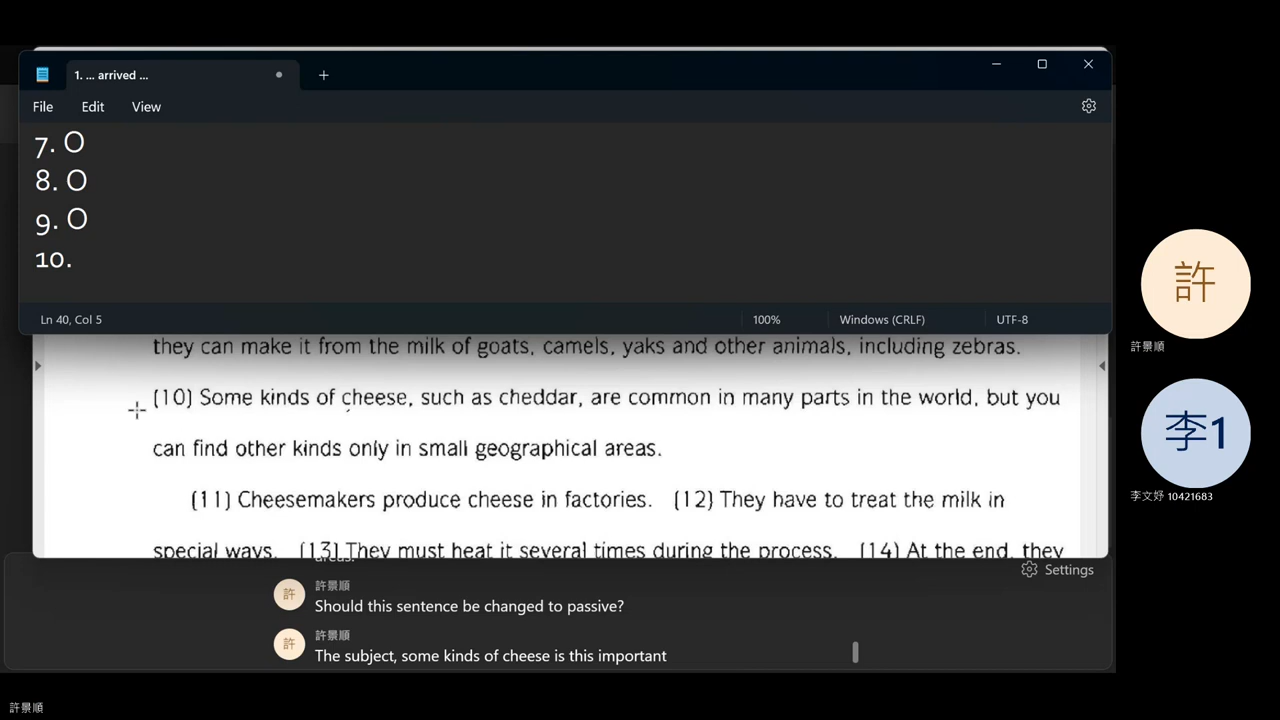 1. ... arrived ...
File Edit View
7. O
8. O
9. O
10.
Ln 40, Col 5 100% Windows (CRLF) UTF-8
they can make it from the milk of goats, camels, yaks and other animals, including zebras.
(10) Some kinds of cheese, such as cheddar, are common in many parts in the world, but you
can find other kinds only in small geographical areas.
(11) Cheesemakers produce cheese in factories. (12) They have to treat the milk in
special ways. (13) They must heat it several times during the process. (14) At the end, they
areas.
Settings
許 許景順
Should this sentence be changed to passive?
許 許景順
The subject, some kinds of cheese is this important
許
許景順
李1
李文妤 10421683
許景順